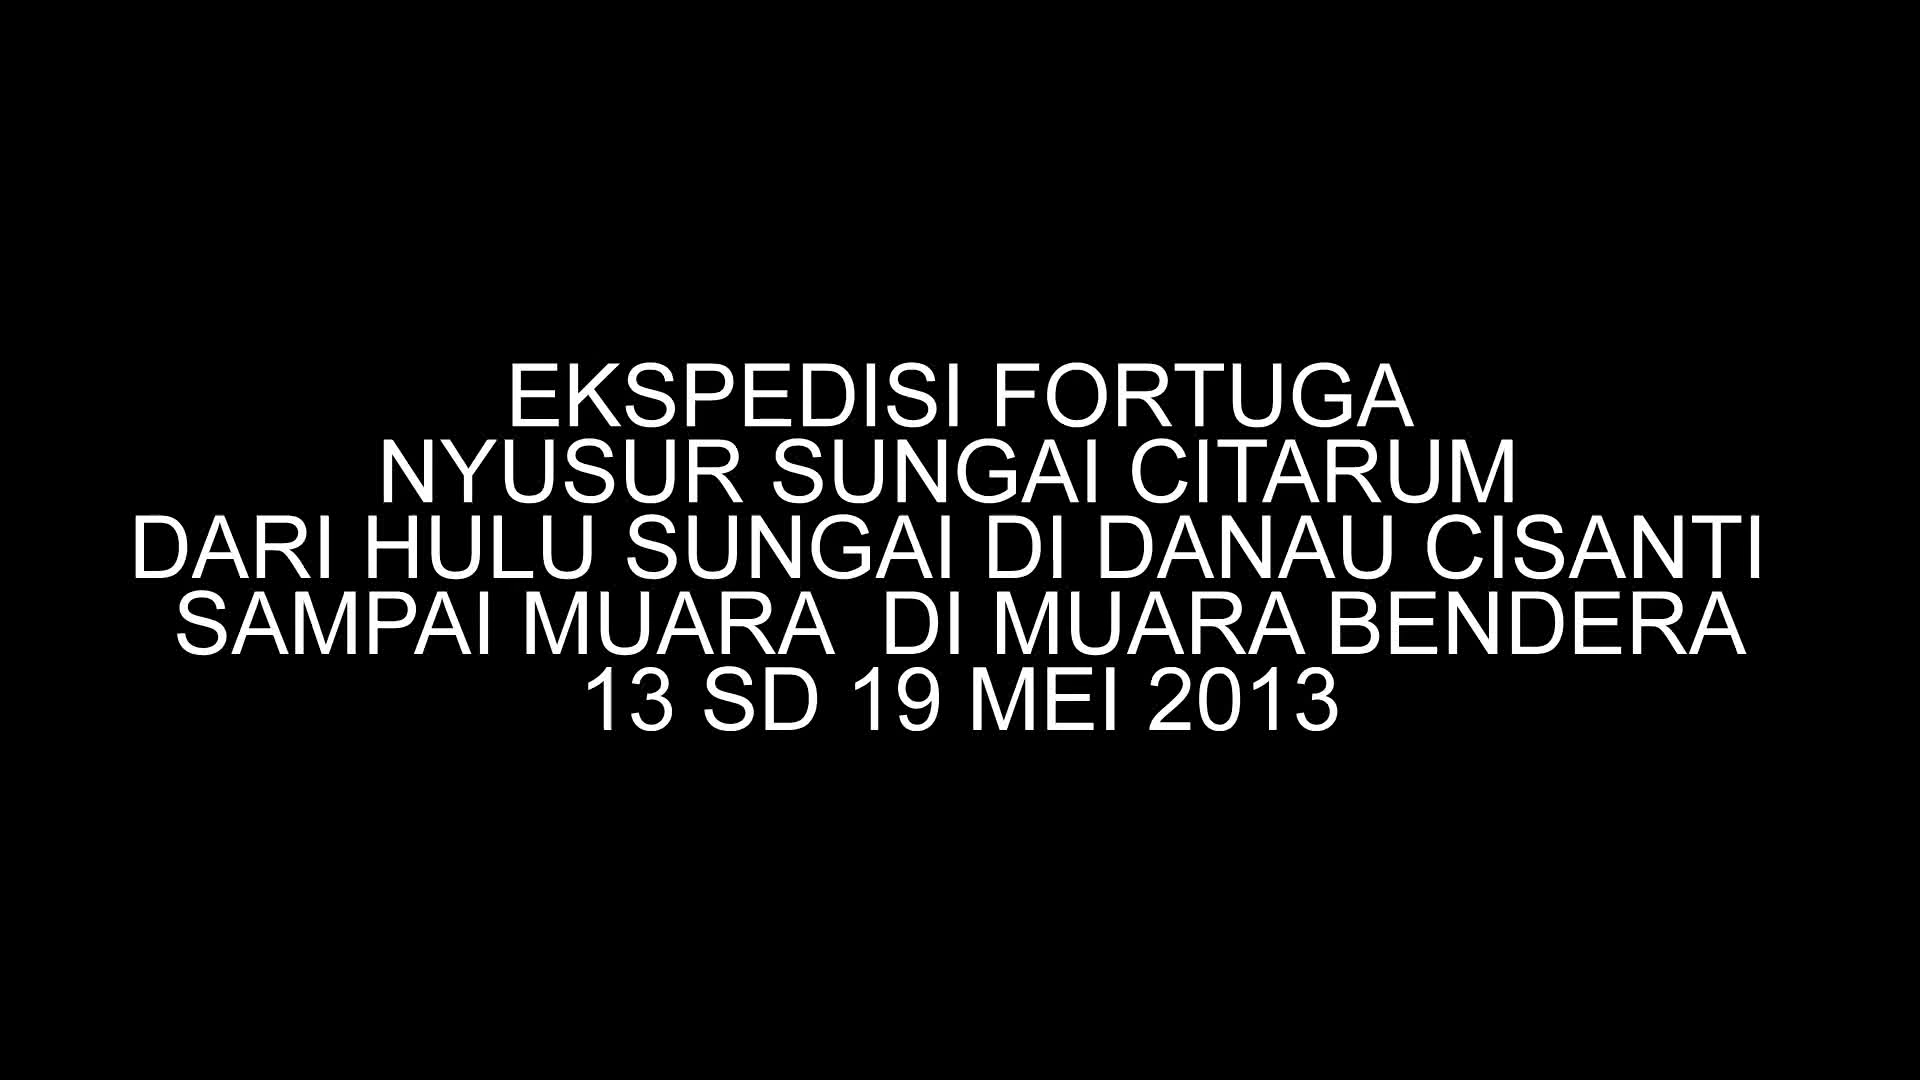 EKSPEDISI FORTUGA
NYUSUR SUNGAI CITARUM
DARI HULU SUNGAI DI DANAU CISANTI
SAMPAI MUARA  DI MUARA BENDERA
13 SD 19 MEI 2013